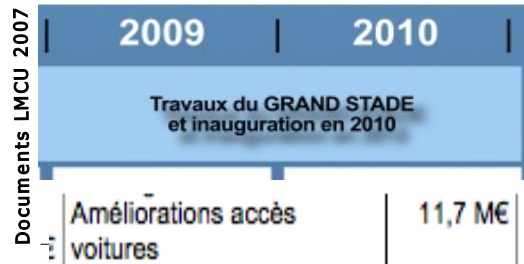 Documents LMCU 2007
2009 | 2010 |
Travaux du GRAND STADE
et inauguration en 2010
Améliorations accès
voitures
11,7 M€